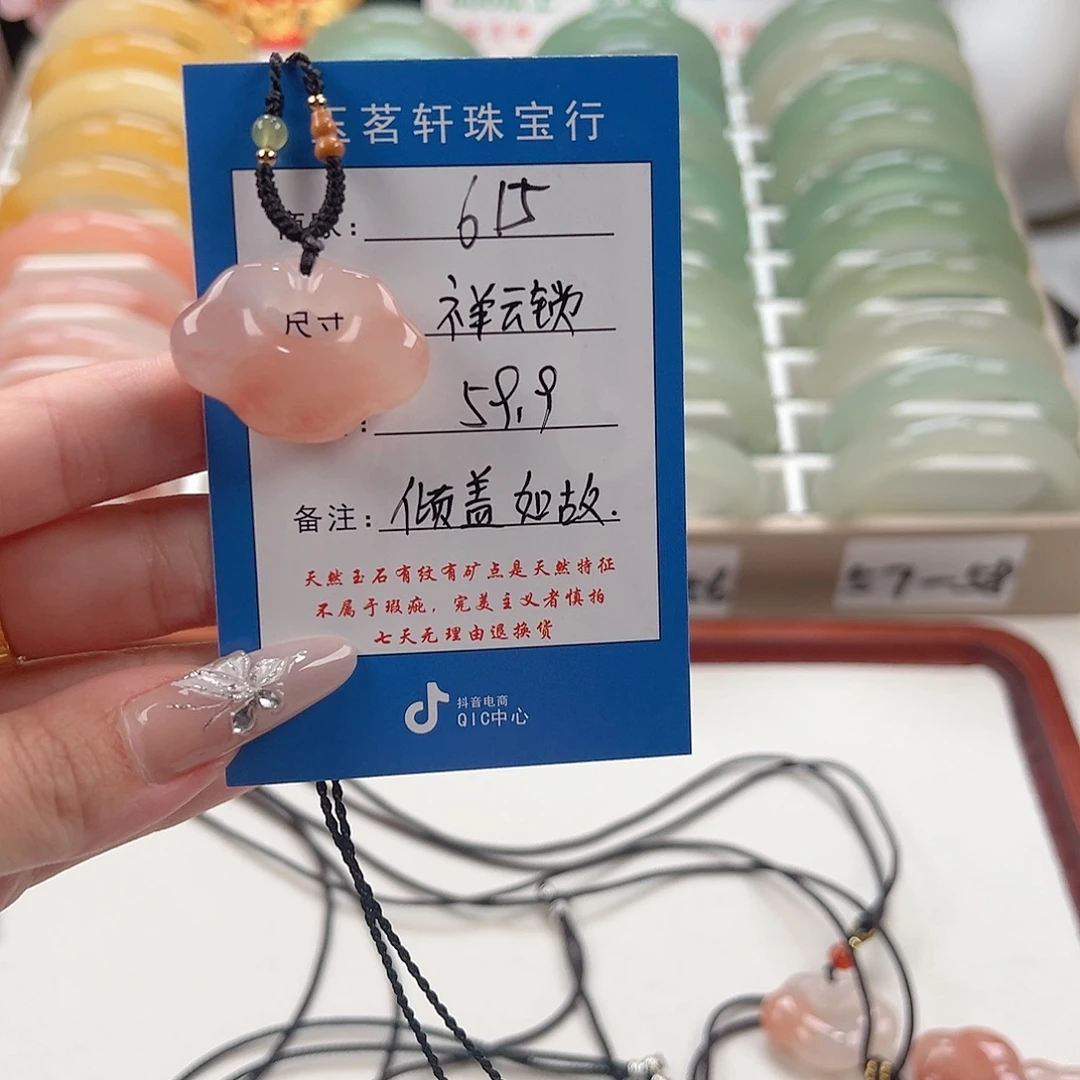 玉茗轩珠宝行
615
尺寸 祥云锁
59.9
备注: 倾盖如故.
天然玉石有纹有矿点是天然特征
不属于瑕疵，完美主义者慎拍
七天无理由退换货
抖音电商
QIC中心
57-58